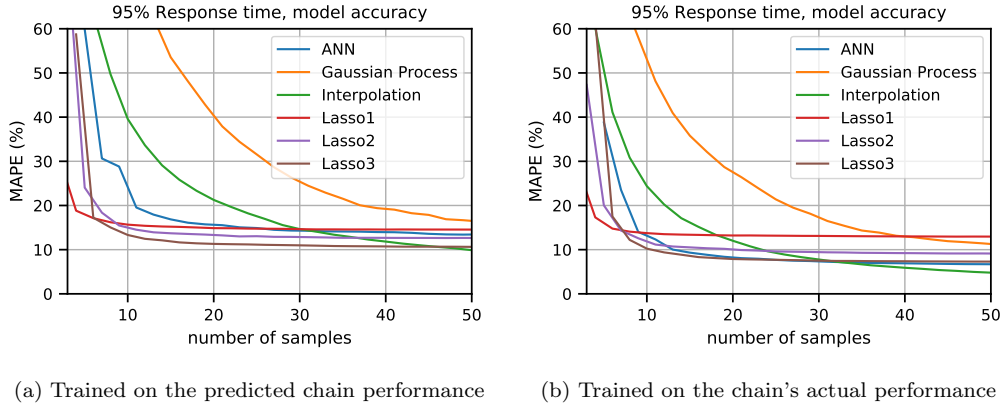 95% Response time, model accuracy
60
50
40
30
20
10
0
MAPE (%)
10
20
30
40
50
number of samples
ANN
Gaussian Process
Interpolation
Lasso1
Lasso2
Lasso3
(a) Trained on the predicted chain performance
95% Response time, model accuracy
60
50
40
30
20
10
0
MAPE (%)
10
20
30
40
50
number of samples
ANN
Gaussian Process
Interpolation
Lasso1
Lasso2
Lasso3
(b) Trained on the chain's actual performance